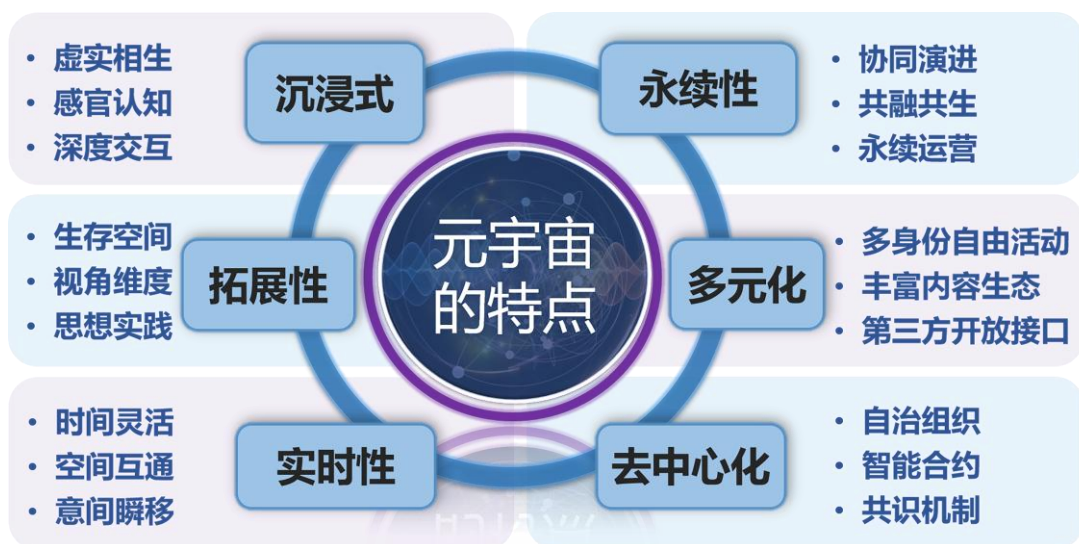 元宇宙
的特点
沉浸式
• 虚实相生
• 感官认知
• 深度交互
拓展性
• 生存空间
• 视角维度
• 思想实践
实时性
• 时间灵活
• 空间互通
• 意间瞬移
永续性
• 协同演进
• 共融共生
• 永续运营
多元化
• 多身份自由活动
• 丰富内容生态
• 第三方开放接口
去中心化
• 自治组织
• 智能合约
• 共识机制